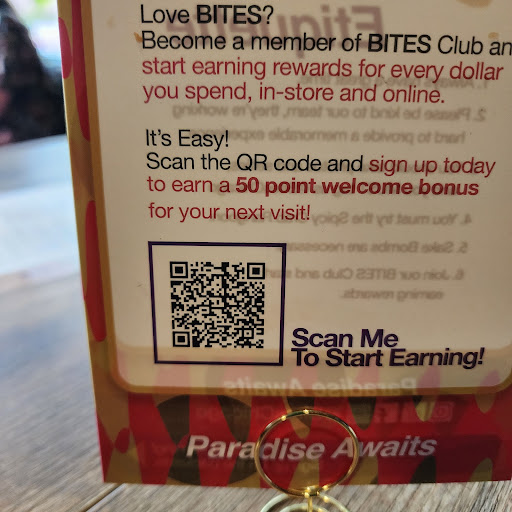 Love BITES?
Become a member of BITES Club an
start earning rewards for every dollar
you spend, in-store and online.
It's Easy!
Scan the QR code and sign up today
to earn a 50 point welcome bonus
for your next visit!
Scan Me
To Start Earning!
Paradise Awaits